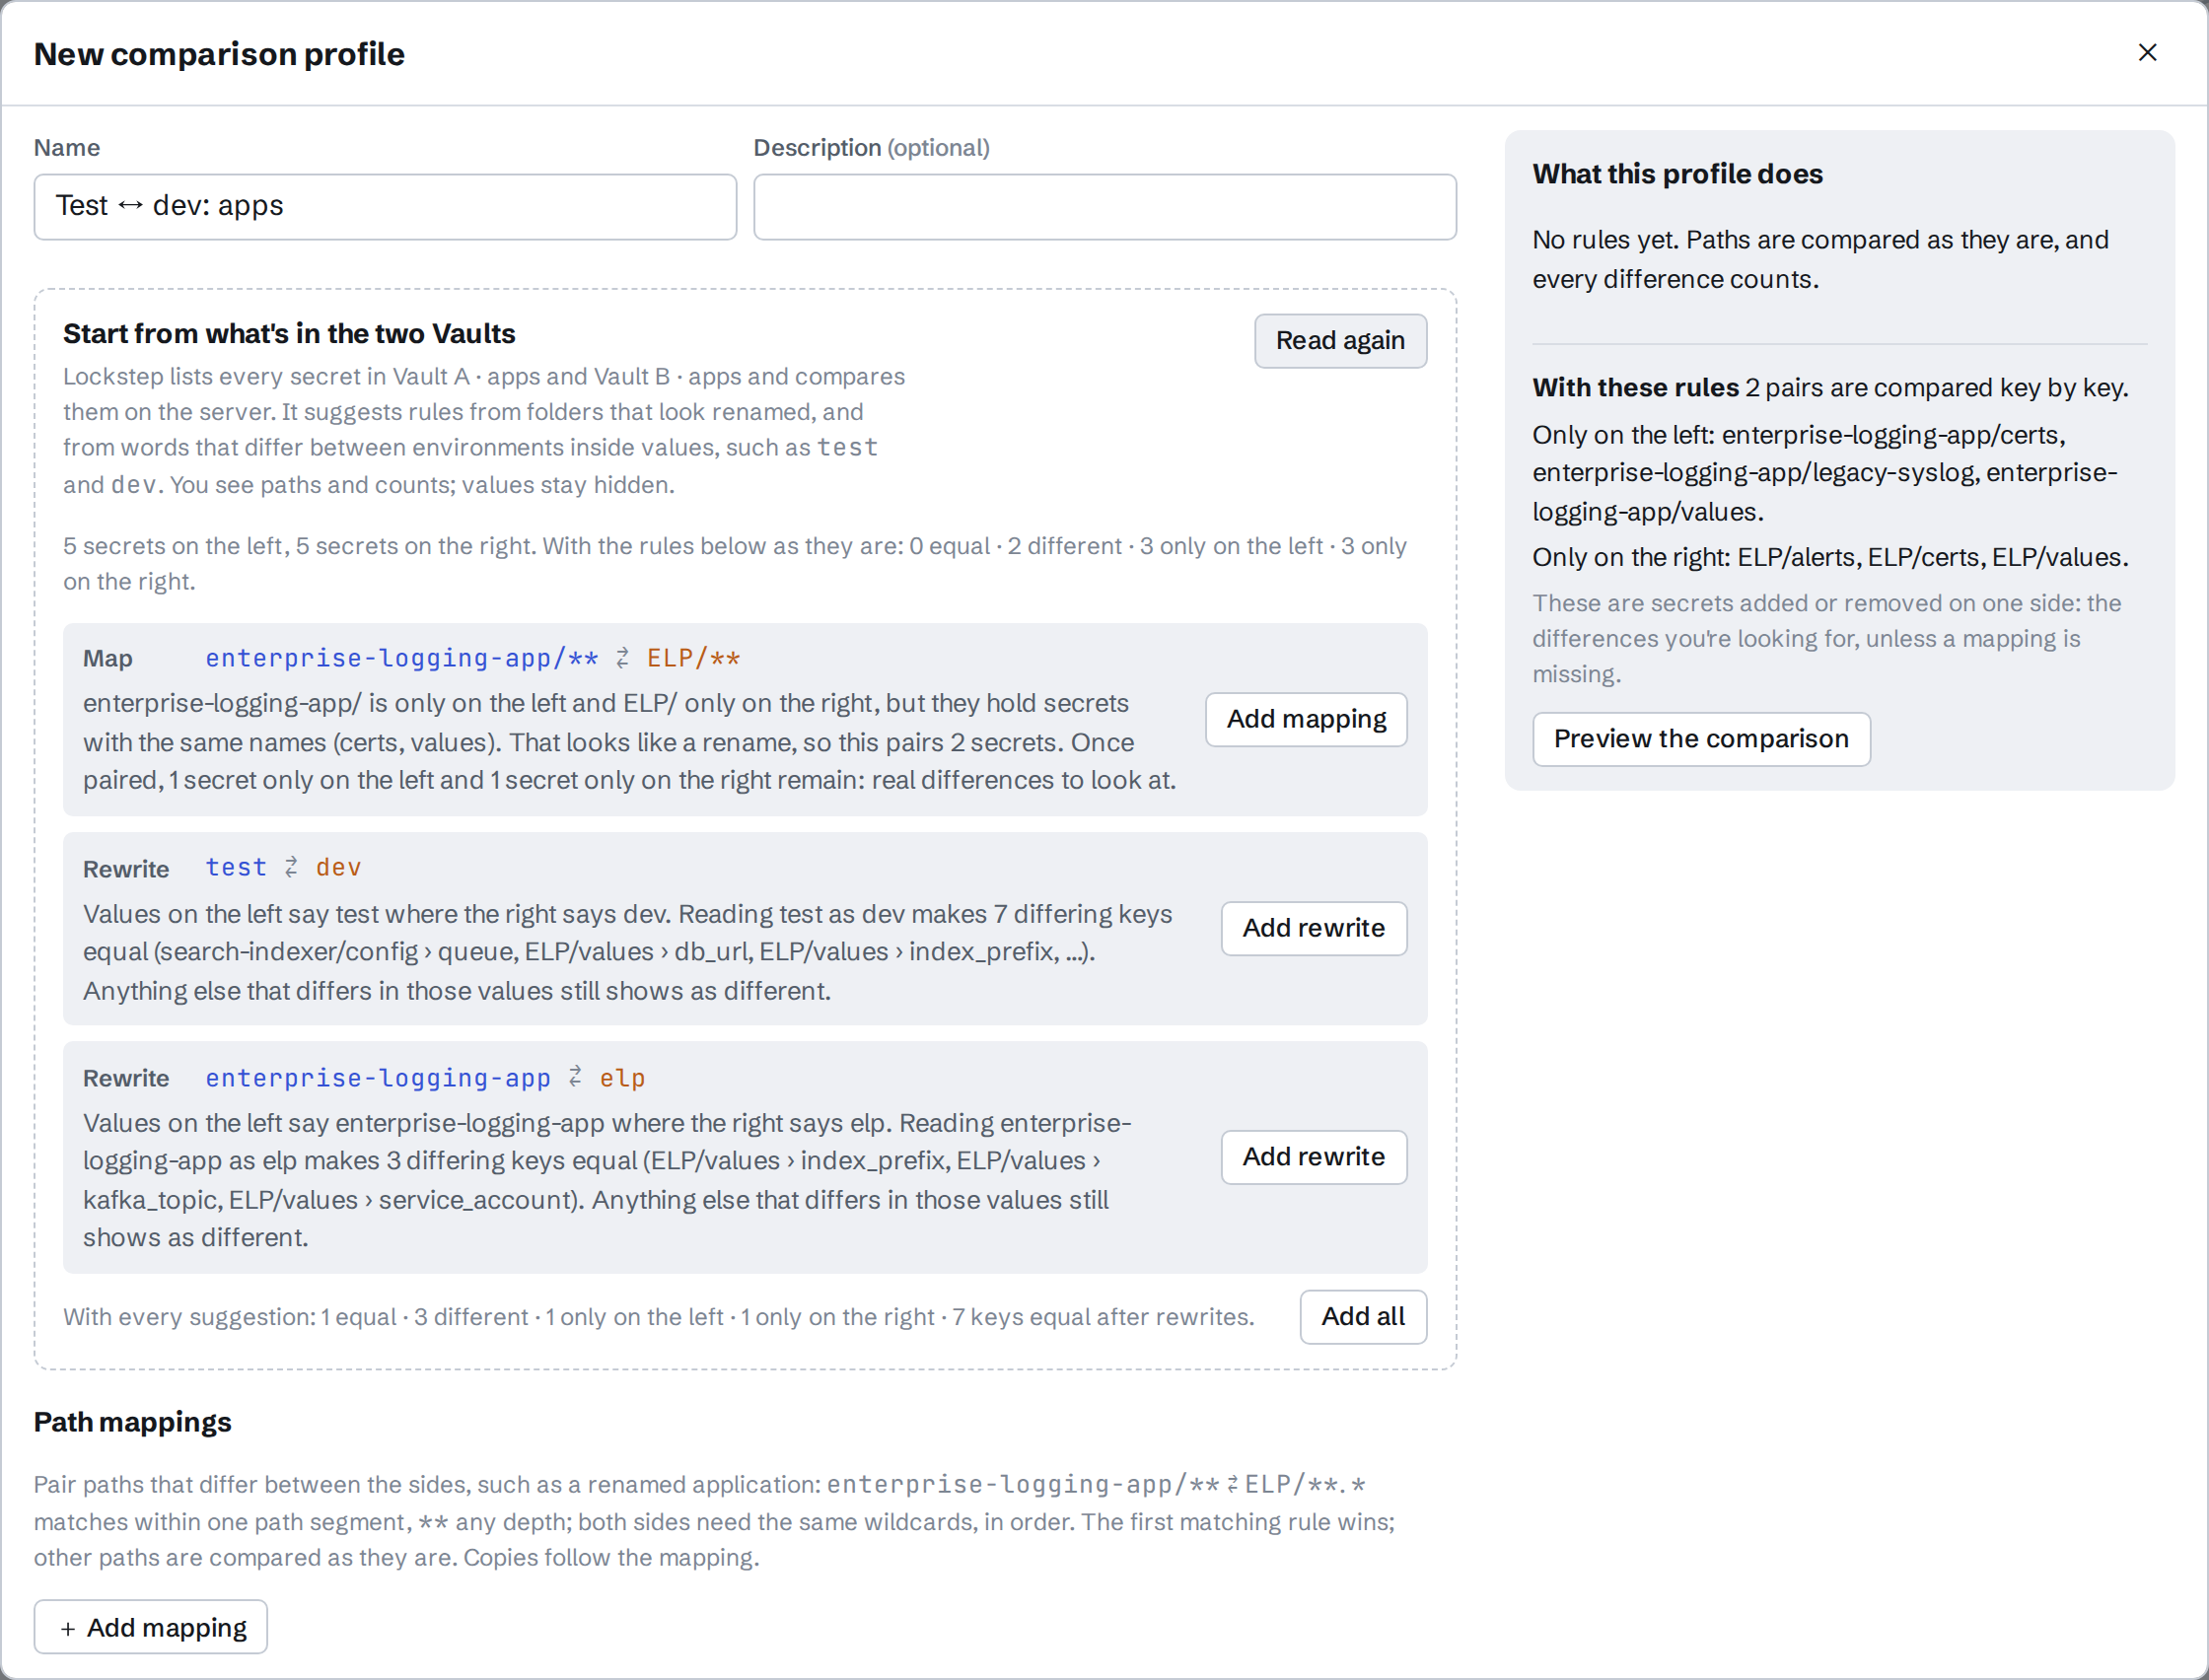 New comparison profile
Name
Description (optional)
Test ↔ dev: apps
Start from what's in the two Vaults
Read again
Lockstep lists every secret in Vault A · apps and Vault B · apps and compares
them on the server. It suggests rules from folders that look renamed, and
from words that differ between environments inside values, such as test
and dev. You see paths and counts; values stay hidden.
5 secrets on the left, 5 secrets on the right. With the rules below as they are: 0 equal · 2 different · 3 only on the left · 3 only
on the right.
Map enterprise-logging-app/** ⇄ ELP/**
enterprise-logging-app/ is only on the left and ELP/ only on the right, but they hold secrets
with the same names (certs, values). That looks like a rename, so this pairs 2 secrets. Once
paired, 1 secret only on the left and 1 secret only on the right remain: real differences to look at.
Add mapping
Rewrite test ⇄ dev
Values on the left say test where the right says dev. Reading test as dev makes 7 differing keys
equal (search-indexer/config › queue, ELP/values › db_url, ELP/values › index_prefix, …).
Anything else that differs in those values still shows as different.
Add rewrite
Rewrite enterprise-logging-app ⇄ elp
Values on the left say enterprise-logging-app where the right says elp. Reading enterprise-
logging-app as elp makes 3 differing keys equal (ELP/values › index_prefix, ELP/values ›
kafka_topic, ELP/values › service_account). Anything else that differs in those values still
shows as different.
Add rewrite
With every suggestion: 1 equal · 3 different · 1 only on the left · 1 only on the right · 7 keys equal after rewrites.
Add all
Path mappings
Pair paths that differ between the sides, such as a renamed application: enterprise-logging-app/** ⇄ ELP/**. *
matches within one path segment, ** any depth; both sides need the same wildcards, in order. The first matching rule wins;
other paths are compared as they are. Copies follow the mapping.
+ Add mapping
What this profile does
No rules yet. Paths are compared as they are, and
every difference counts.
With these rules 2 pairs are compared key by key.
Only on the left: enterprise-logging-app/certs,
enterprise-logging-app/legacy-syslog, enterprise-
logging-app/values.
Only on the right: ELP/alerts, ELP/certs, ELP/values.
These are secrets added or removed on one side: the
differences you're looking for, unless a mapping is
missing.
Preview the comparison